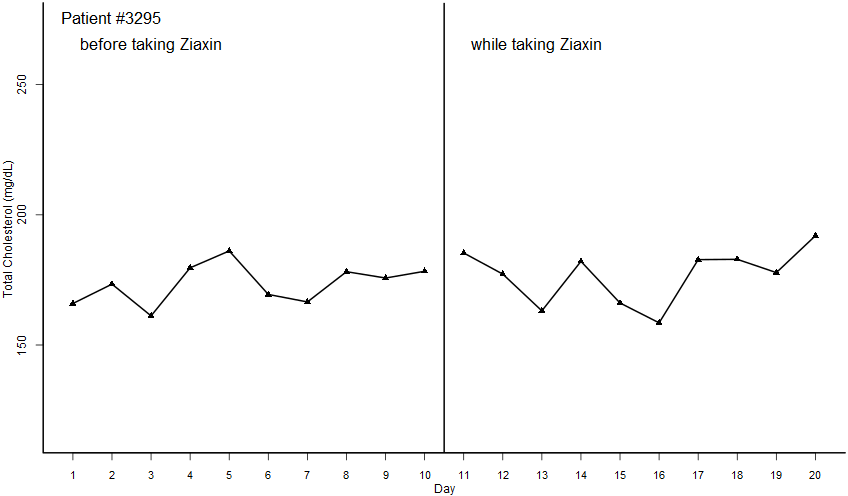 Patient #3295
before taking Ziaxin
while taking Ziaxin
Total Cholesterol (mg/dL)
250
200
150
1 2 3 4 5 6 7 8 9 10 11 12 13 14 15 16 17 18 19 20
Day